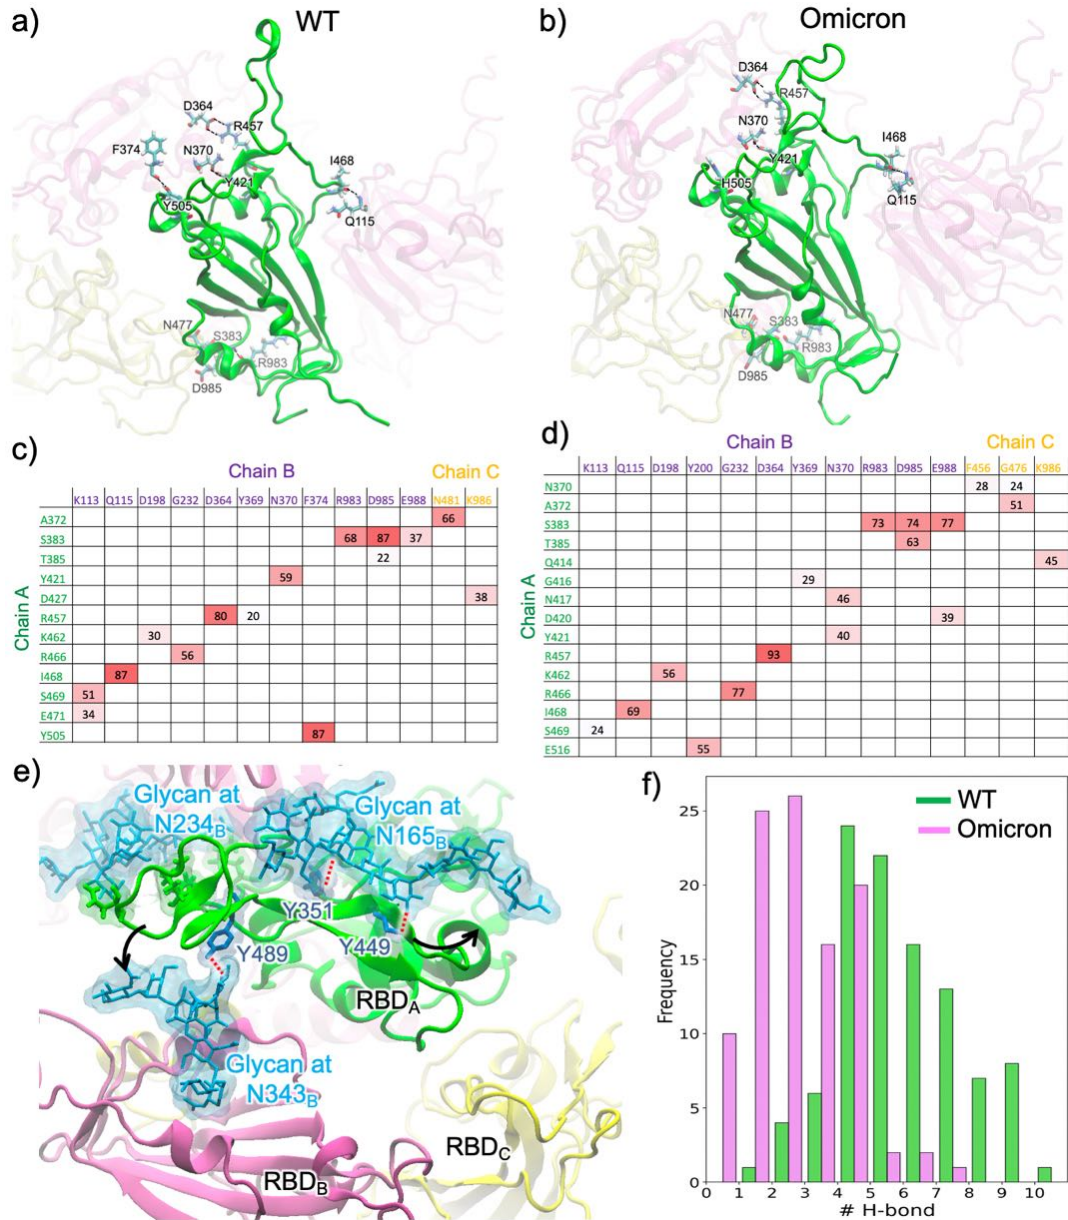 a)
WT
D364
R457
F374
N370
Y421
I468
Y505
Q115
N477
S383
R983
D985
b)
Omicron
D364
R457
N370
I468
Y421
H505
Q115
N477
S383
R983
D985
c)
Chain B Chain C
K113 Q115 D198 G232 D364 Y369 N370 F374 R983 D985 E988 N481 K986
Chain A
A372 66
S383 68 87 37
T385 22
Y421 59
D427 38
R457 80 20
K462 30
R466 56
I468 87
S469 51
E471 34
Y505 87
d)
Chain B Chain C
K113 Q115 D198 Y200 G232 D364 Y369 N370 R983 D985 E988 F456 G476 K986
Chain A
N370 28 24
A372 51
S383 73 74 77
T385 63
Q414 45
G416 29
N417 46
D420 39
Y421 40
R457 93
K462 56
R466 77
I468 69
S469 24
E516 55
e)
Glycan at
N234B
Glycan at
N165B
Y351
Y489
Y449
RBDA
Glycan at
N343B
RBDC
RBDB
f)
WT
Omicron
Frequency
25
20
15
10
5
0
0 1 2 3 4 5 6 7 8 9 10
# H-bond